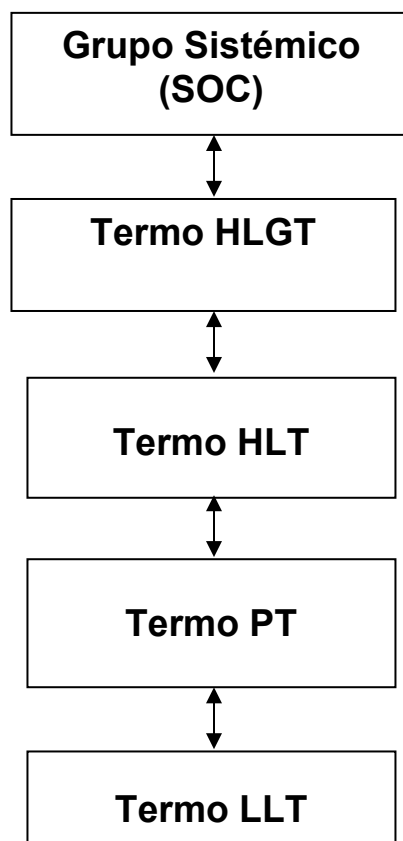 Grupo Sistémico
(SOC)
Termo HLGT
Termo HLT
Termo PT
Termo LLT